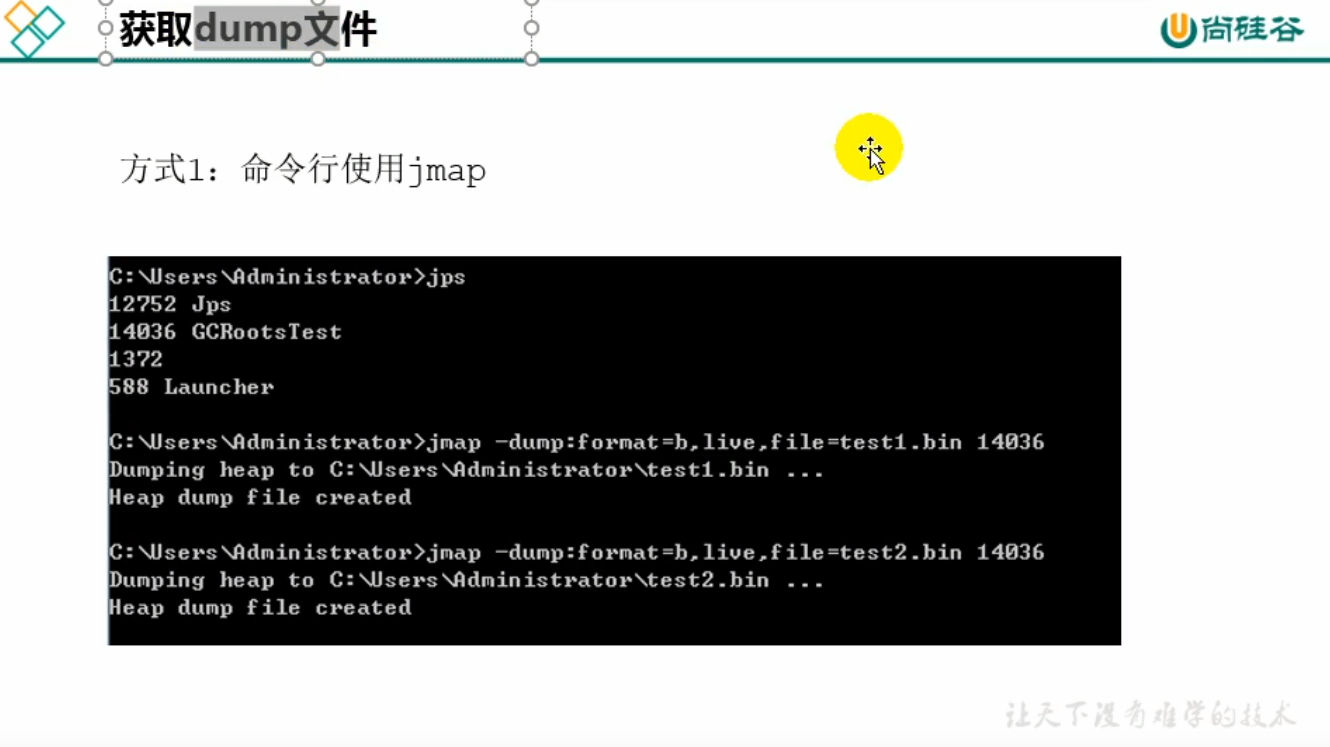 获取dump文件
尚硅谷
方式1：命令行使用jmap
C:\Users\Administrator>jps
12752 Jps
14036 GCRootsTest
1372
588 Launcher
C:\Users\Administrator>jmap -dump:format=b,live,file=test1.bin 14036
Dumping heap to C:\Users\Administrator\test1.bin ...
Heap dump file created
C:\Users\Administrator>jmap -dump:format=b,live,file=test2.bin 14036
Dumping heap to C:\Users\Administrator\test2.bin ...
Heap dump file created
让天下没有难学的技术